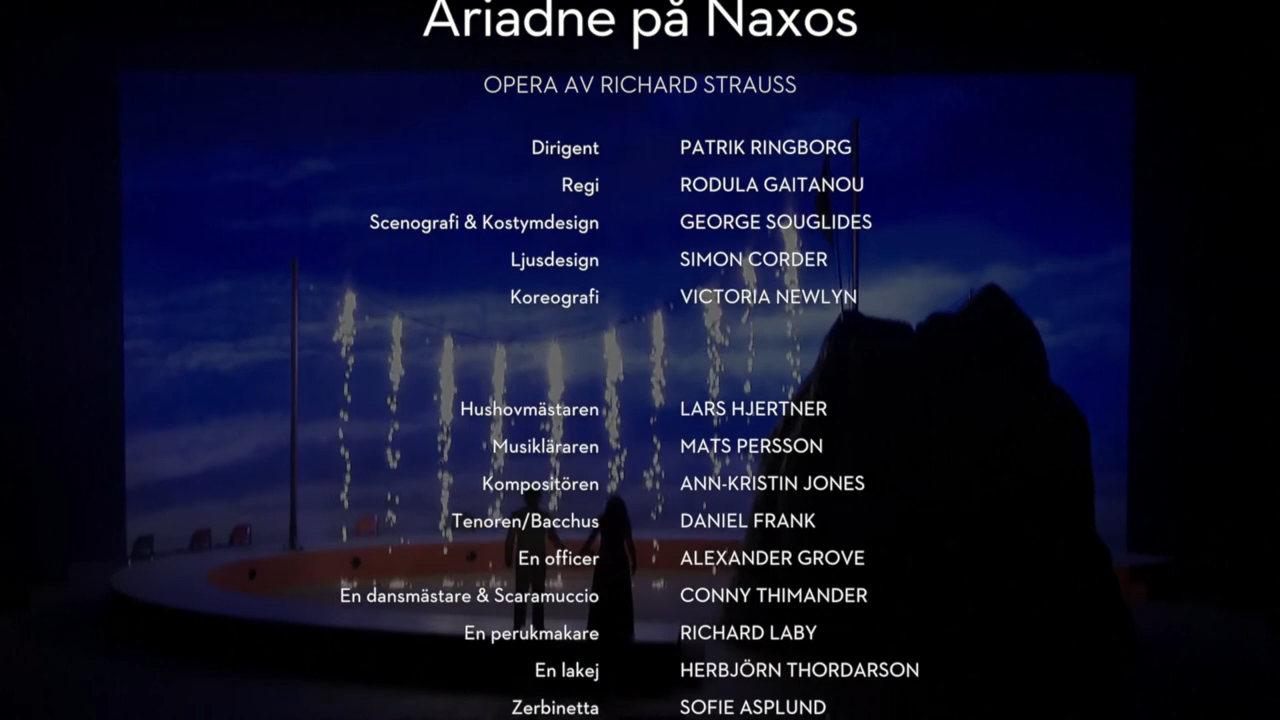 Ariadne på Naxos
OPERA AV RICHARD STRAUSS
Dirigent PATRIK RINGBORG
Regi RODULA GAITANOU
Scenografi & Kostymdesign GEORGE SOUGLIDES
Ljusdesign SIMON CORDER
Koreografi VICTORIA NEWLYN
Hushovmästaren LARS HJERTNER
Musikläraren MATS PERSSON
Kompositören ANN-KRISTIN JONES
Tenoren/Bacchus DANIEL FRANK
En officer ALEXANDER GROVE
En dansmästare & Scaramuccio CONNY THIMANDER
En perukmakare RICHARD LABY
En lakej HERBJÖRN THORDARSON
Zerbinetta SOFIE ASPLUND